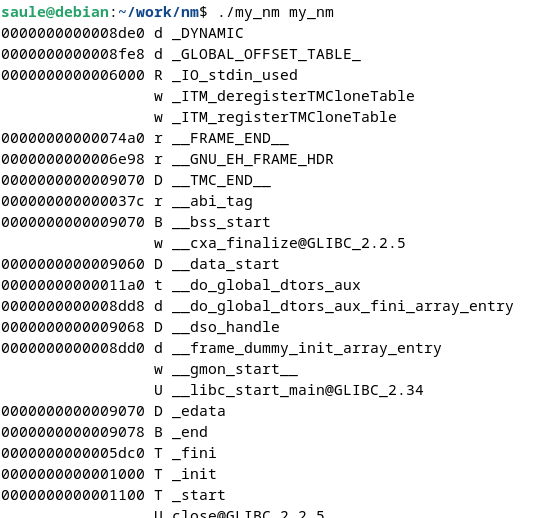 saule@debian:~/work/nm$ ./my_nm my_nm
0000000000008de0 d _DYNAMIC
0000000000008fe8 d _GLOBAL_OFFSET_TABLE_
0000000000006000 R _IO_stdin_used
                 w _ITM_deregisterTMCloneTable
                 w _ITM_registerTMCloneTable
00000000000074a0 r __FRAME_END__
0000000000006e98 r __GNU_EH_FRAME_HDR
0000000000009070 D __TMC_END__
000000000000037c r __abi_tag
0000000000009070 B __bss_start
                 w __cxa_finalize@GLIBC_2.2.5
0000000000009060 D __data_start
00000000000011a0 t __do_global_dtors_aux
0000000000008dd8 d __do_global_dtors_aux_fini_array_entry
0000000000009068 D __dso_handle
0000000000008dd0 d __frame_dummy_init_array_entry
                 w __gmon_start__
                 U __libc_start_main@GLIBC_2.34
0000000000009070 D _edata
0000000000009078 B _end
0000000000005dc0 T _fini
0000000000001000 T _init
0000000000001100 T _start
                 U close@GLIBC_2.2.5